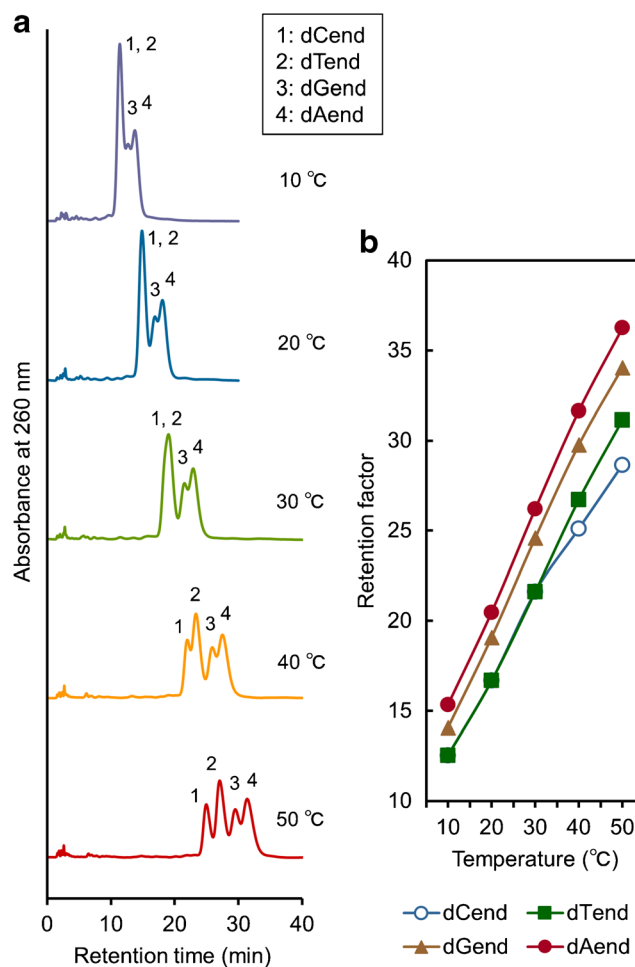 a
1: dCend
2: dTend
3: dGend
4: dAend
1, 2
3 4
10 ℃
1, 2
3 4
20 ℃
1, 2
3 4
30 ℃
2
1 3 4
40 ℃
2
1 3 4
50 ℃
Absorbance at 260 nm
0 10 20 30 40
Retention time (min)
b
40
35
30
25
20
15
10
Retention factor
10 20 30 40 50
Temperature (℃)
dCend dTend
dGend dAend